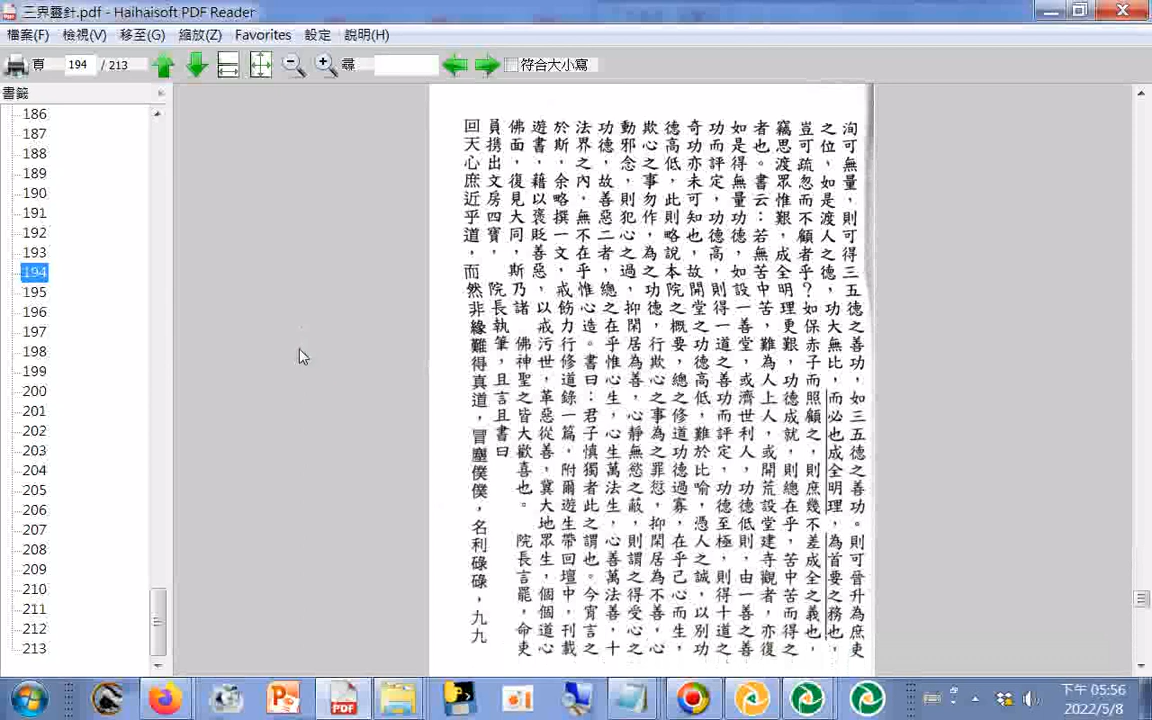 三界靈針.pdf - Haihaisoft PDF Reader
檔案(F) 檢視(V) 移至(G) 縮放(Z) Favorites 設定 說明(H)
頁 194 / 213 尋 符合大小寫
書籤
186
187
188
189
190
191
192
193
194
195
196
197
198
199
200
201
202
203
204
205
206
207
208
209
210
211
212
213
洵可無量，則可得三五德之善功，如三五德之善功。則可晉升為庶吏
之位，如是渡人之德，功大無比，而必也成全明理，為首要之務也，
豈可疏忽而不顧者乎？如保赤子而照顧之，則庶幾不差成全之義也，
竊思渡眾惟艱，成全明理更艱，功德成就，則總在乎，苦中苦而得之
者也。書云：若無苦中苦，難為人上人，或開荒設堂建寺觀者，亦復
如是得無量功德，如設一善堂，或濟世利人，功德低則，由一善之善
功而評定，功德高，則得一道之善功而評定，功德至極，則得十道之
奇功亦未可知也，故開堂之功德高低，難於比喻，憑人之誠，以別功
德高低，此則略說本院之概要，總之修道功德過寡，在乎己心而生，
欺心之事勿作，為之功德，行欺心之事為之罪愆，抑閑居為不善，心
動邪念，則犯心之過，抑閑居為善，心靜無慾之蔽，則謂之得受心之
功德，故善惡二者，總之在乎惟心生，心生萬法生，心善萬法善，十
法界之內，無不在乎惟心造。書曰：君子慎獨者此之謂也。今宵言之
於斯，余略撰一文，戒飭力行修道錄一篇，附爾遊生帶回壇中，刊載
遊書，藉以褒貶善惡，以戒污世，革惡從善，冀大地眾生，個個道心
佛面，復見大同，斯乃諸　佛神聖之皆大歡喜也。　院長言罷，命吏
員携出文房四寶，　院長執筆，且言且書曰
回天心庶近乎道，而然非緣難得真道，冒塵僕僕，名利碌碌，九九
下午 05:56
2022/5/8